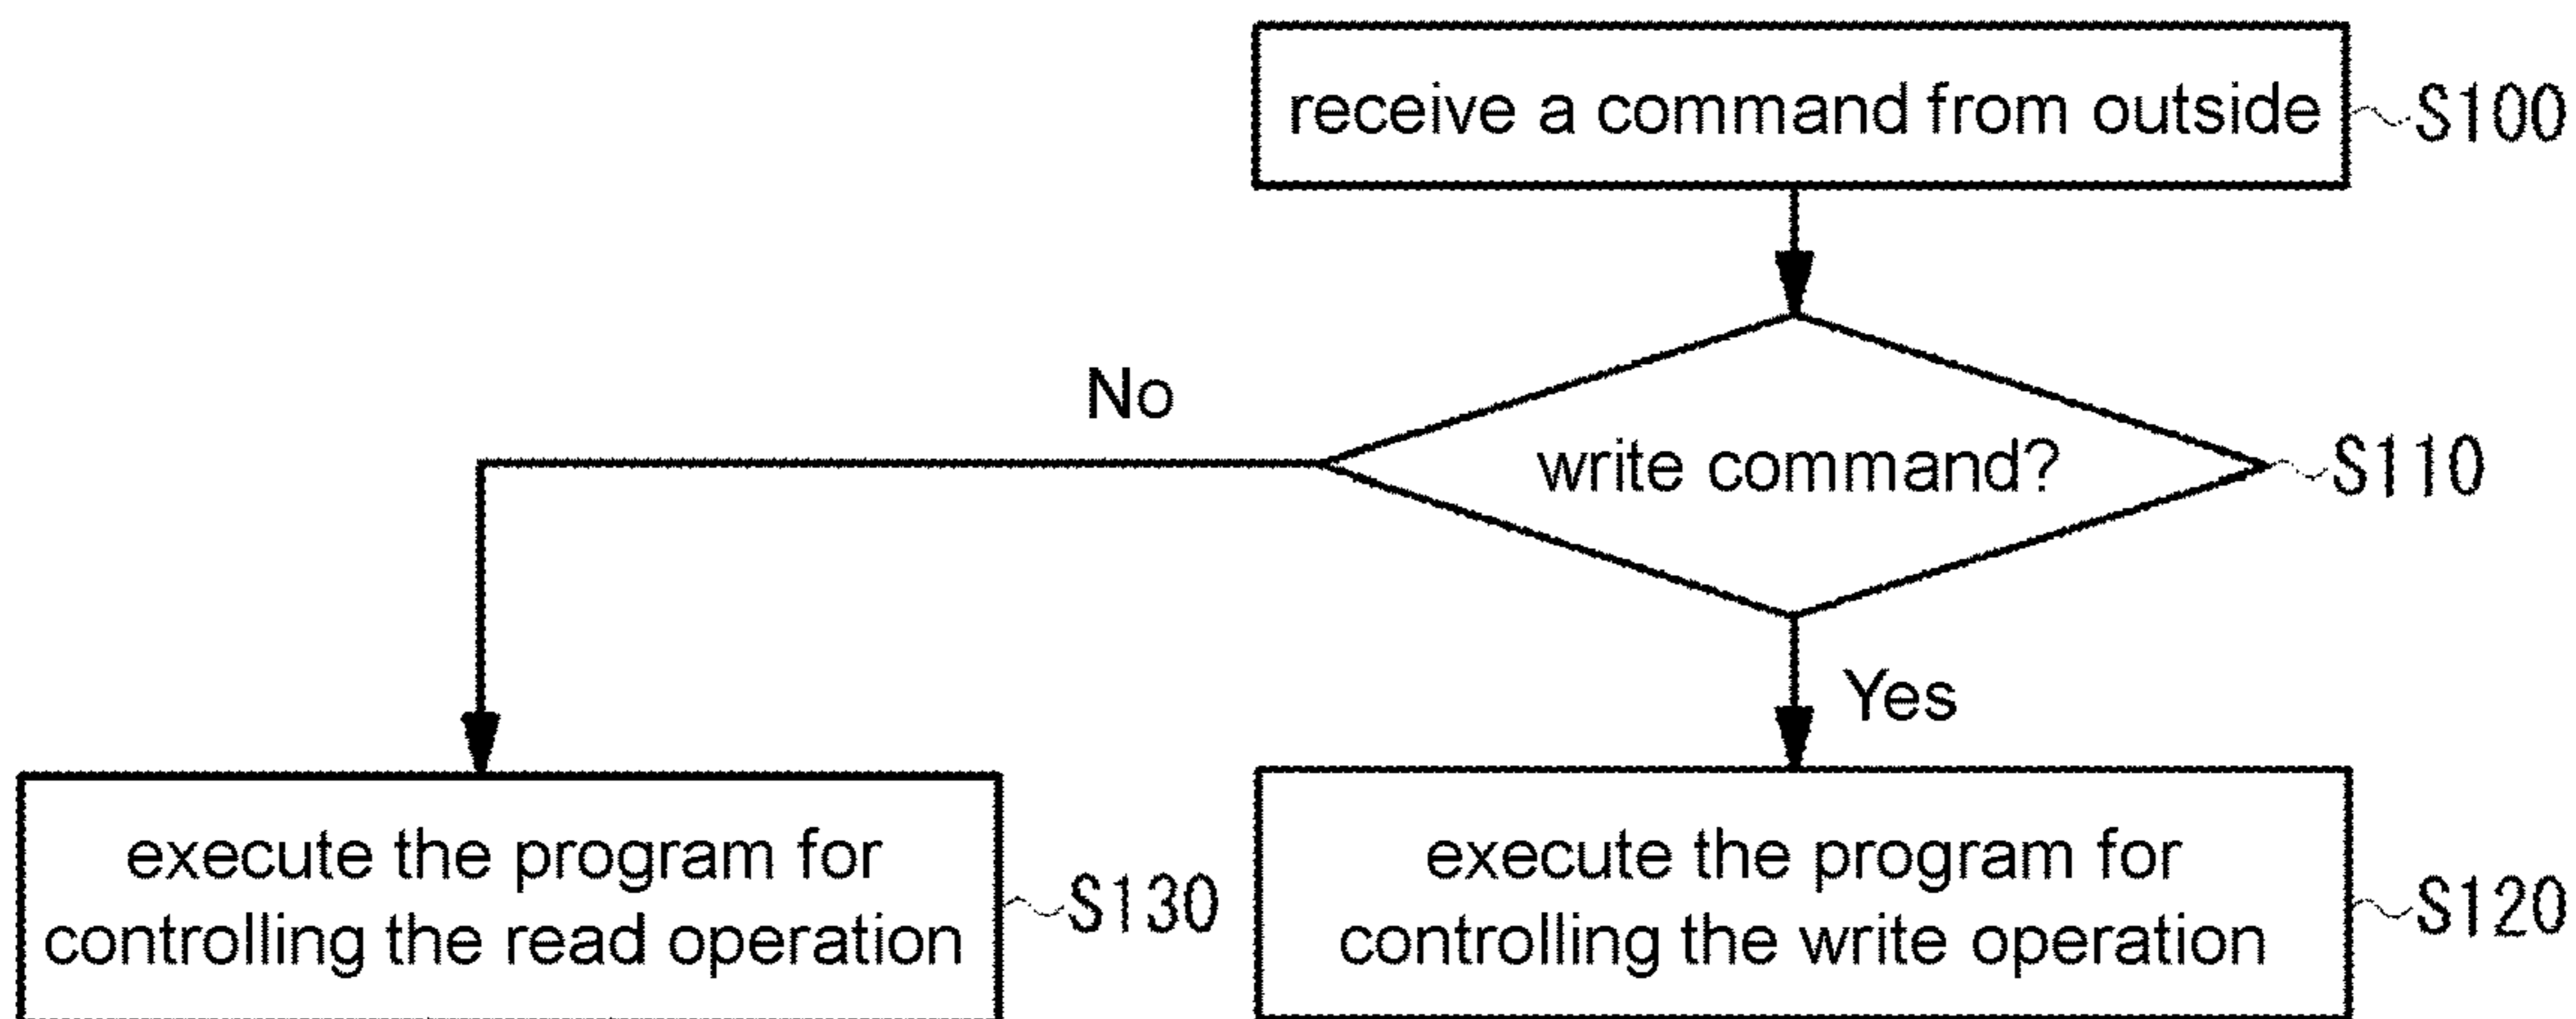 receive a command from outside
S100
No
write command?
S110
Yes
execute the program for
controlling the read operation
S130
execute the program for
controlling the write operation
S120